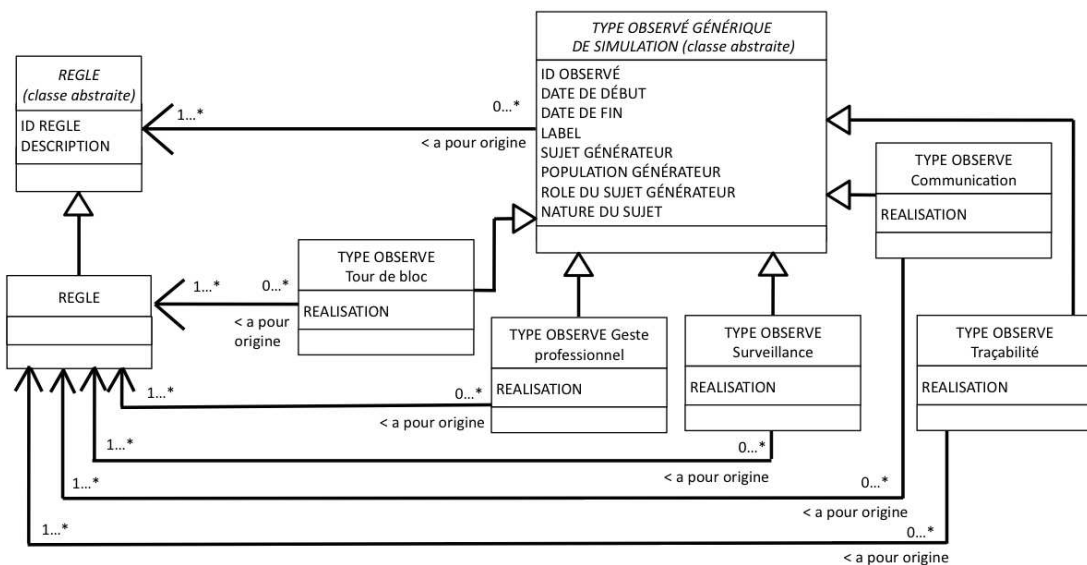 TYPE OBSERVÉ GÉNÉRIQUE
DE SIMULATION (classe abstraite)
ID OBSERVÉ
DATE DE DÉBUT
DATE DE FIN
LABEL
SUJET GÉNÉRATEUR
POPULATION GÉNÉRATEUR
ROLE DU SUJET GÉNÉRATEUR
NATURE DU SUJET
REGLE
(classe abstraite)
ID REGLE
DESCRIPTION
1...*
0...*
< a pour origine
TYPE OBSERVE
Communication
REALISATION
TYPE OBSERVE
Tour de bloc
REALISATION
REGLE
1...*
0...*
< a pour
origine
TYPE OBSERVE Geste
professionnel
REALISATION
TYPE OBSERVE
Surveillance
REALISATION
TYPE OBSERVE
Traçabilité
REALISATION
1...*
0...*
< a pour origine
1...*
0...*
< a pour origine
1...*
0...*
< a pour origine
1...*
0...*
< a pour origine